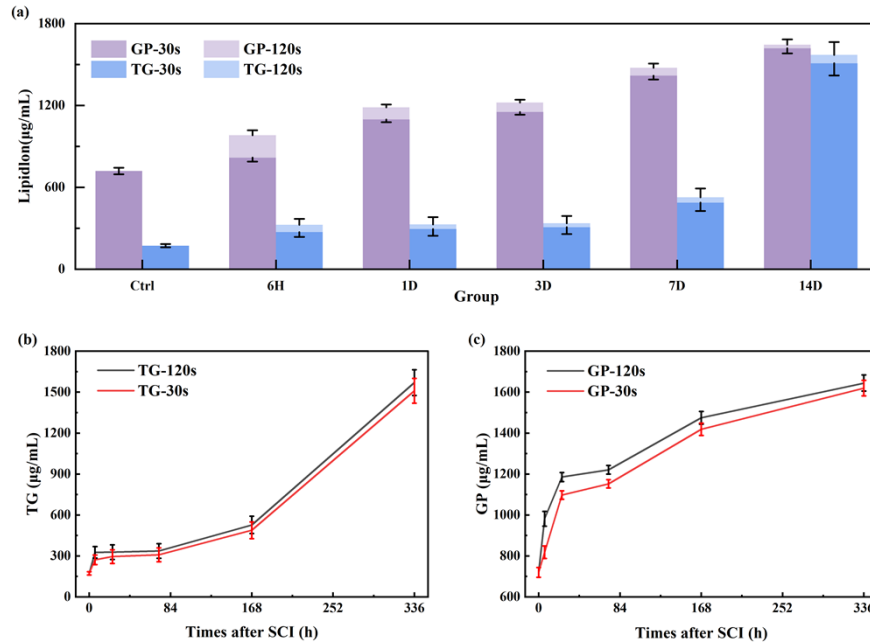 (a)
1800
1200
600
0
Lipidlon(μg/mL)
GP-30s GP-120s
TG-30s TG-120s
Ctrl 6H 1D 3D 7D 14D
Group
(b)
1800
1500
1200
900
600
300
0
TG (μg/mL)
TG-120s
TG-30s
0 84 168 252 336
Times after SCI (h)
(c)
1800
1600
1400
1200
1000
800
600
GP (μg/mL)
GP-120s
GP-30s
0 84 168 252 336
Times after SCI (h)